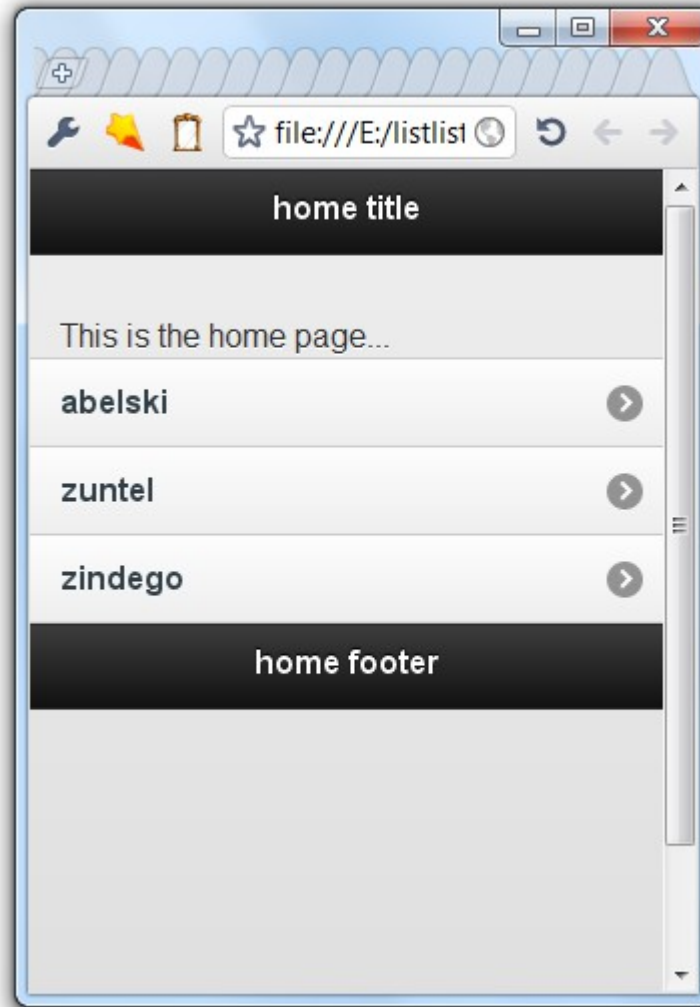 file:///E:/listlist
home title
This is the home page...
abelski
zuntel
zindego
home footer